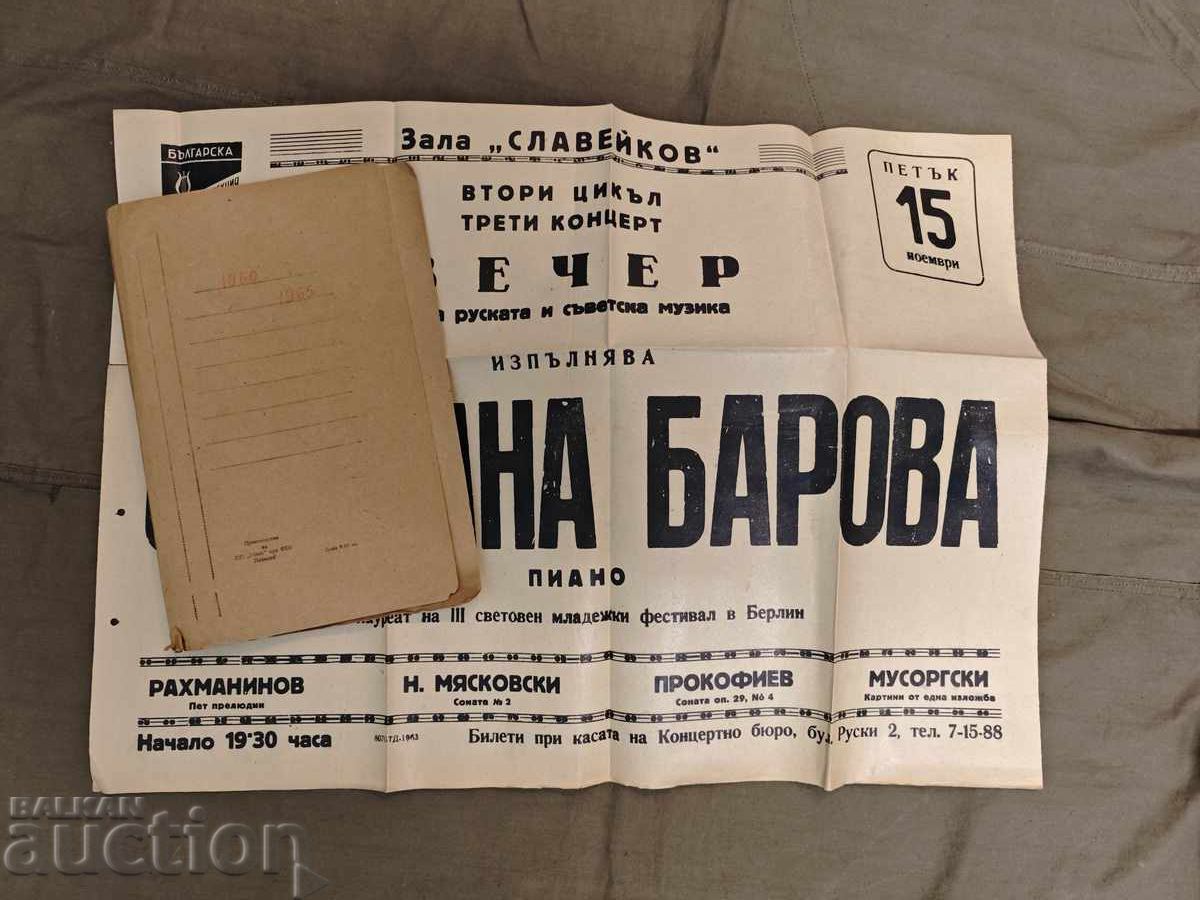 Зала „СЛАВЕЙКОВ“
БЪЛГАРСКА
ПЕТЪК
15
ноември
ВТОРИ ЦИКЪЛ
ТРЕТИ КОНЦЕРТ
ВЕЧЕР
руската и съветска музика
ИЗПЪЛНЯВА
НА БАРОВА
ПИАНО
на III световен младежки фестивал в Берлин
РАХМАНИНОВ
Пет прелюдии
Н. МЯСКОВСКИ
Соната № 2
ПРОКОФИЕВ
Соната оп. 29, № 4
МУСОРГСКИ
Картини от една изложба
Начало 19·30 часа
Билети при касата на Концертно бюро, бул. Руски 2, тел. 7-15-88
1960
1965
BALKAN
auction